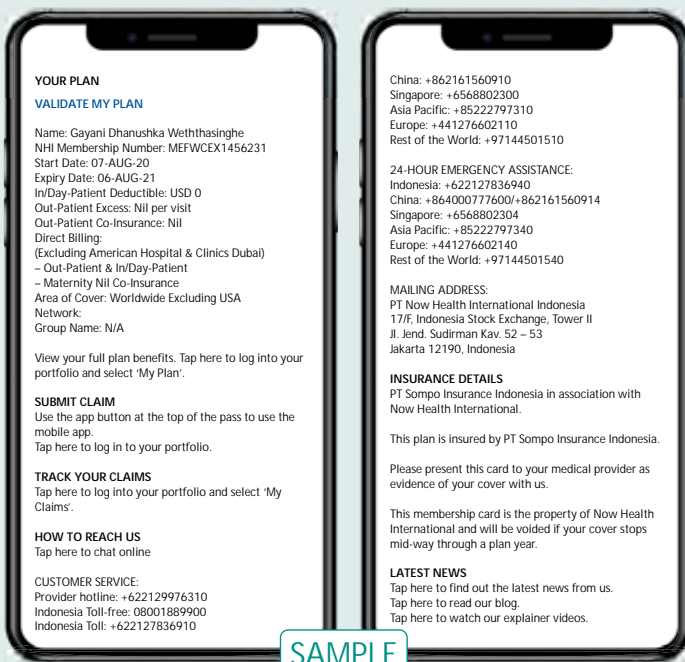 YOUR PLAN
VALIDATE MY PLAN
Name: Gayani Dhanushka Weththasinghe
NHI Membership Number: MEFWCEX1456231
Start Date: 07-AUG-20
Expiry Date: 06-AUG-21
In/Day-Patient Deductible: USD 0
Out-Patient Excess: Nil per visit
Out-Patient Co-Insurance: Nil
Direct Billing:
(Excluding American Hospital & Clinics Dubai)
– Out-Patient & In/Day-Patient
– Maternity Nil Co-Insurance
Area of Cover: Worldwide Excluding USA
Network:
Group Name: N/A
View your full plan benefits. Tap here to log into your
portfolio and select ‘My Plan’.
SUBMIT CLAIM
Use the app button at the top of the pass to use the
mobile app.
Tap here to log in to your portfolio.
TRACK YOUR CLAIMS
Tap here to log into your portfolio and select ‘My
Claims’.
HOW TO REACH US
Tap here to chat online
CUSTOMER SERVICE:
Provider hotline: +622129976310
Indonesia Toll-free: 08001889900
Indonesia Toll: +622127836910
China: +862161560910
Singapore: +6568802300
Asia Pacific: +85222797310
Europe: +441276602110
Rest of the World: +97144501510
24-HOUR EMERGENCY ASSISTANCE:
Indonesia: +622127836940
China: +864000777600/+862161560914
Singapore: +6568802304
Asia Pacific: +85222797340
Europe: +441276602140
Rest of the World: +97144501540
MAILING ADDRESS:
PT Now Health International Indonesia
17/F, Indonesia Stock Exchange, Tower II
Jl. Jend. Sudirman Kav. 52 – 53
Jakarta 12190, Indonesia
INSURANCE DETAILS
PT Sompo Insurance Indonesia in association with
Now Health International.
This plan is insured by PT Sompo Insurance Indonesia.
Please present this card to your medical provider as
evidence of your cover with us.
This membership card is the property of Now Health
International and will be voided if your cover stops
mid-way through a plan year.
LATEST NEWS
Tap here to find out the latest news from us.
Tap here to read our blog.
Tap here to watch our explainer videos.
SAMPLE